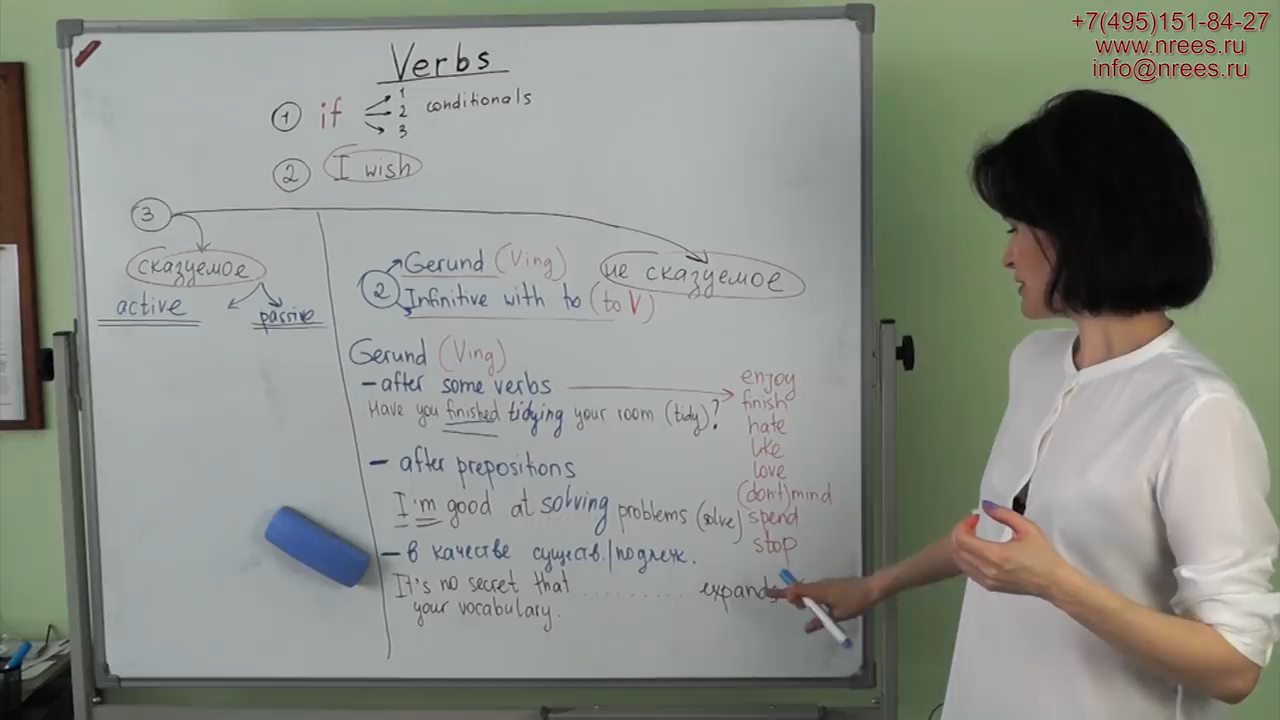 +7(495)151-84-27
www.nrees.ru
info@nrees.ru
Verbs
1 if 1 2 3 conditionals
2 I wish
3
сказуемое
active passive
не сказуемое
2 Gerund (Ving)
Infinitive with to (to V)
Gerund (Ving)
- after some verbs
Have you finished tidying your room (tidy)?
enjoy
finish
hate
like
love
(don't) mind
spend
stop
- after prepositions
I'm good at solving problems (solve)
- в качестве существ./подлеж.
It's no secret that .......... expands
your vocabulary.